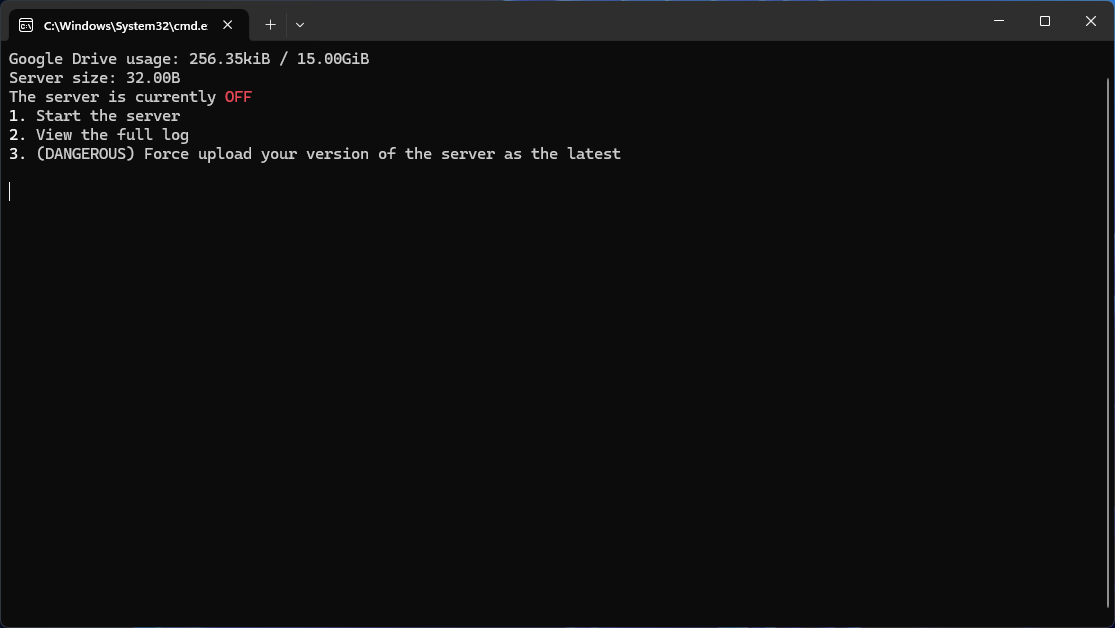 C:\Windows\System32\cmd.e
Google Drive usage: 256.35kiB / 15.00GiB
Server size: 32.00B
The server is currently OFF
1. Start the server
2. View the full log
3. (DANGEROUS) Force upload your version of the server as the latest